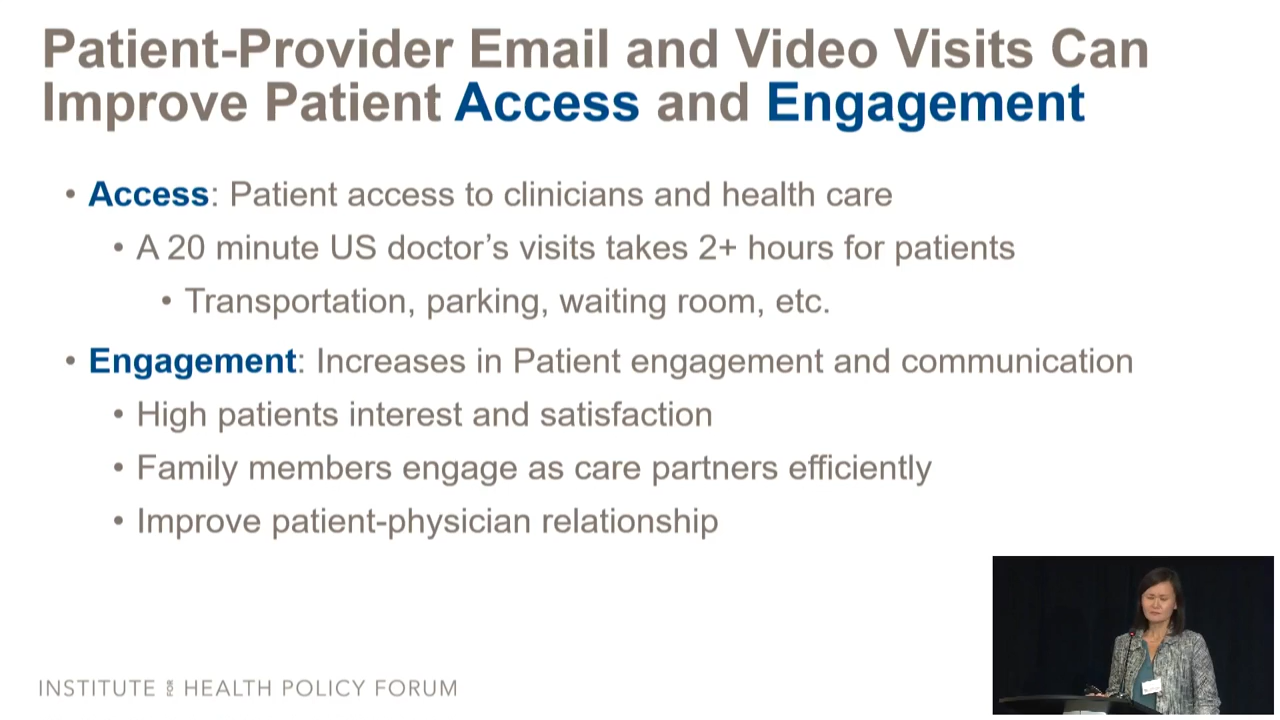 Patient-Provider Email and Video Visits Can
Improve Patient Access and Engagement
• Access: Patient access to clinicians and health care
• A 20 minute US doctor’s visits takes 2+ hours for patients
• Transportation, parking, waiting room, etc.
• Engagement: Increases in Patient engagement and communication
• High patients interest and satisfaction
• Family members engage as care partners efficiently
• Improve patient-physician relationship
INSTITUTE FOR HEALTH POLICY FORUM